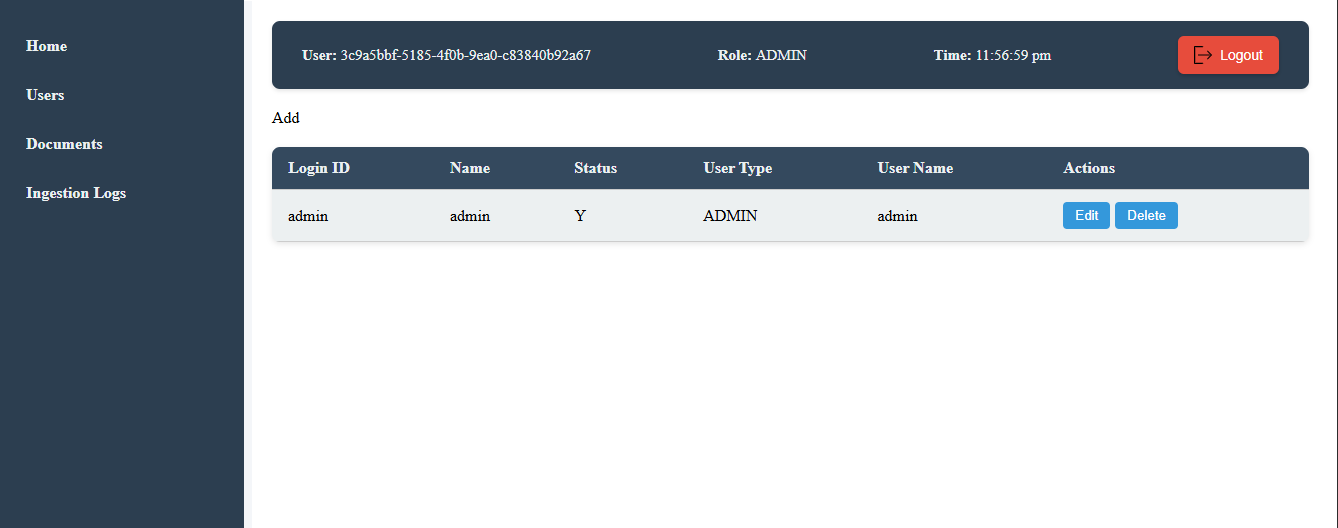 Home
Users
Documents
Ingestion Logs
User: 3c9a5bbf-5185-4f0b-9ea0-c83840b92a67 Role: ADMIN Time: 11:56:59 pm Logout
Add
Login ID Name Status User Type User Name Actions
admin admin Y ADMIN admin Edit Delete